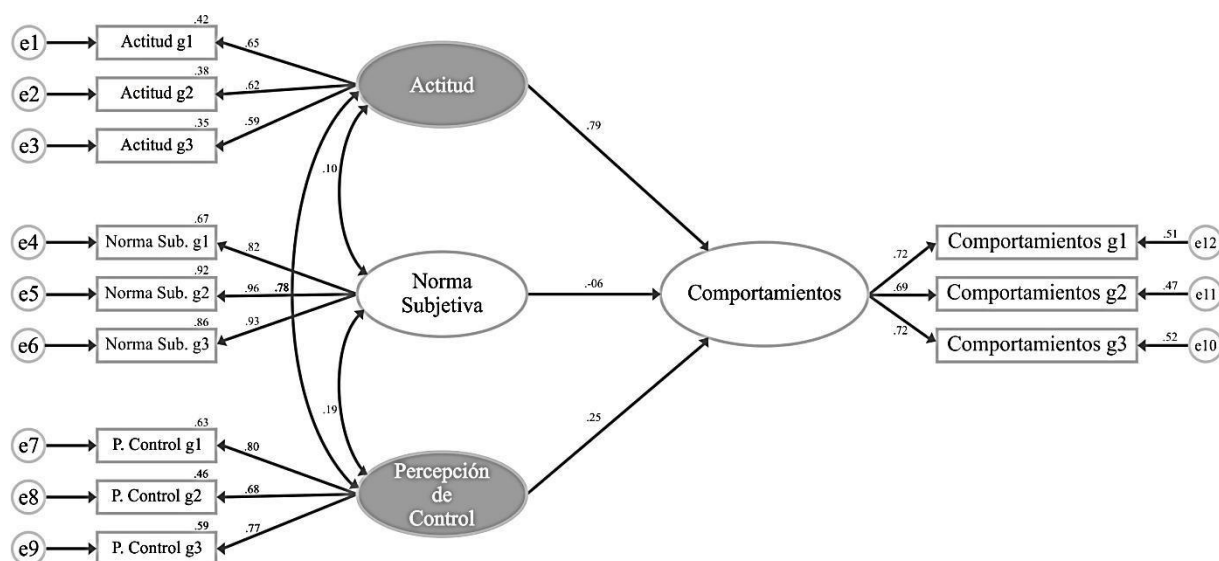 .42
e1 Actitud g1 .65
.38
e2 Actitud g2 .62
.35
e3 Actitud g3 .59
Actitud
.79
.10
.67
e4 Norma Sub. g1 .82
.92
e5 Norma Sub. g2 .96 .78
.86
e6 Norma Sub. g3 .93
Norma
Subjetiva
-.06
Comportamientos
.72 Comportamientos g1 .51 e12
.69 Comportamientos g2 .47 e11
.72 Comportamientos g3 .52 e10
.19
.25
.63
e7 P. Control g1 .80
.46
e8 P. Control g2 .68
.59
e9 P. Control g3 .77
Percepción
de
Control